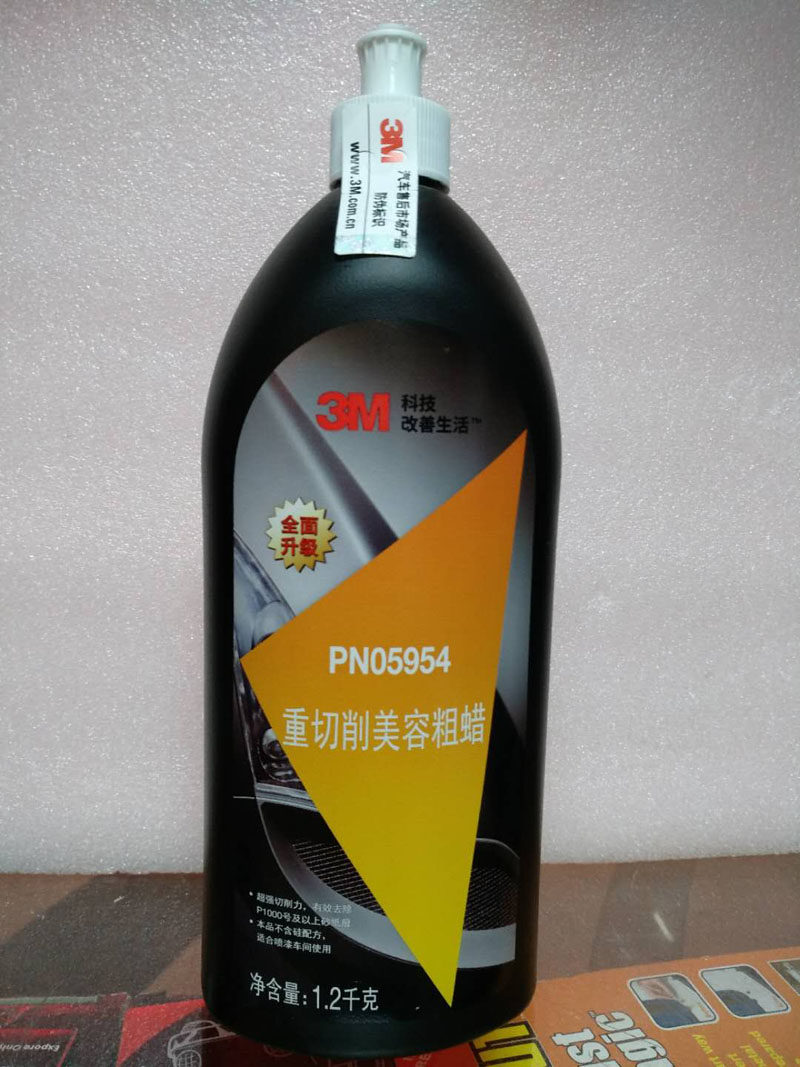 3M
汽车售后市场产品
防伪标识
www.3M.com.cn
3M 科技
改善生活™
全面
升级
PN05954
重切削美容粗蜡
• 超强切削力，有效去除
P1000号及以上砂纸痕
• 本品不含硅配方，
适合喷漆车间使用
净含量：1.2千克
Expore Only